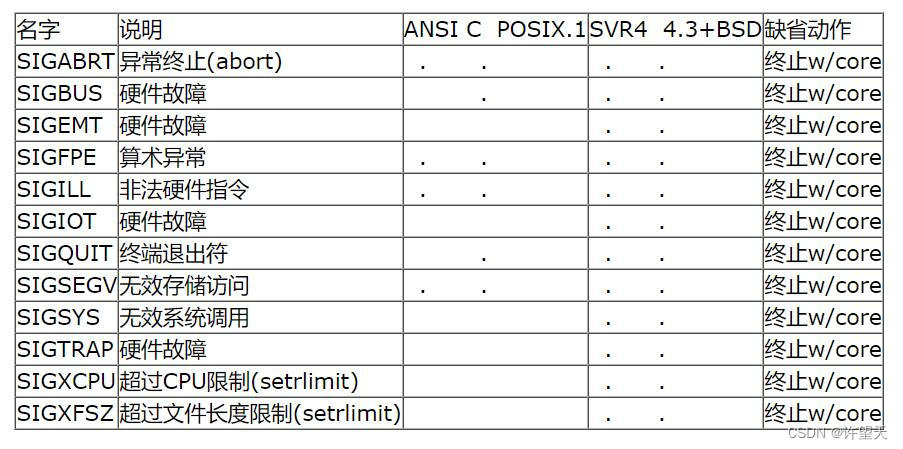 名字 说明 ANSI C POSIX.1 SVR4 4.3+BSD 缺省动作
SIGABRT 异常终止(abort) . . . . 终止w/core
SIGBUS 硬件故障 . . . 终止w/core
SIGEMT 硬件故障 . . 终止w/core
SIGFPE 算术异常 . . . . 终止w/core
SIGILL 非法硬件指令 . . . . 终止w/core
SIGIOT 硬件故障 . . 终止w/core
SIGQUIT 终端退出符 . . . 终止w/core
SIGSEGV 无效存储访问 . . . . 终止w/core
SIGSYS 无效系统调用 . . 终止w/core
SIGTRAP 硬件故障 . . 终止w/core
SIGXCPU 超过CPU限制(setrlimit) . . 终止w/core
SIGXFSZ 超过文件长度限制(setrlimit) . . 终止w/core
CSDN @许望天